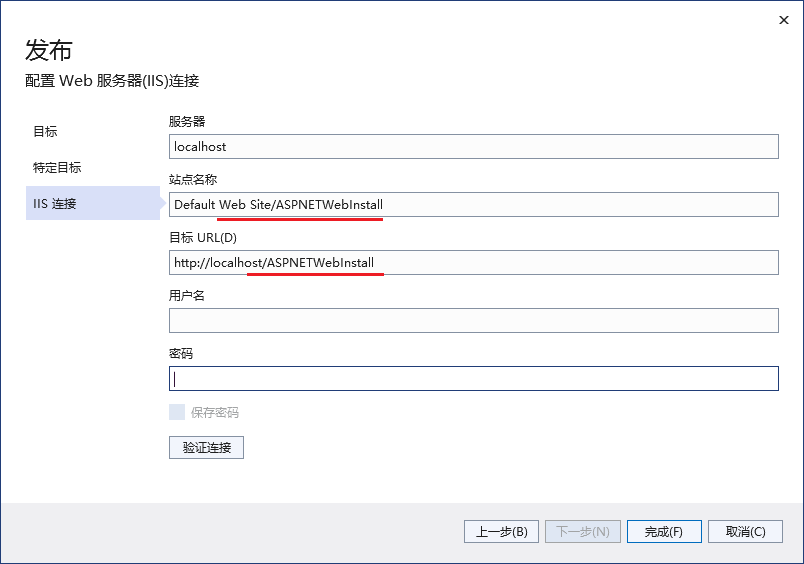 发布
配置 Web 服务器(IIS)连接
目标
特定目标
IIS 连接
服务器
localhost
站点名称
Default Web Site/ASPNETWebInstall
目标 URL(D)
http://localhost/ASPNETWebInstall
用户名
密码
保存密码
验证连接
上一步(B)
下一步(N)
完成(F)
取消(C)